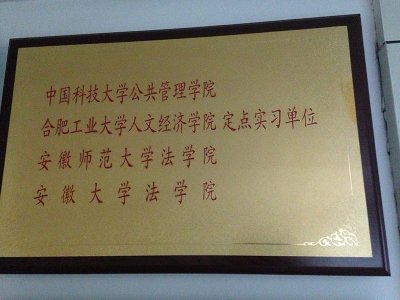 中国科技大学公共管理学院
合肥工业大学人文经济学院 定点实习单位
安徽师范大学法学院
安徽大学法学院